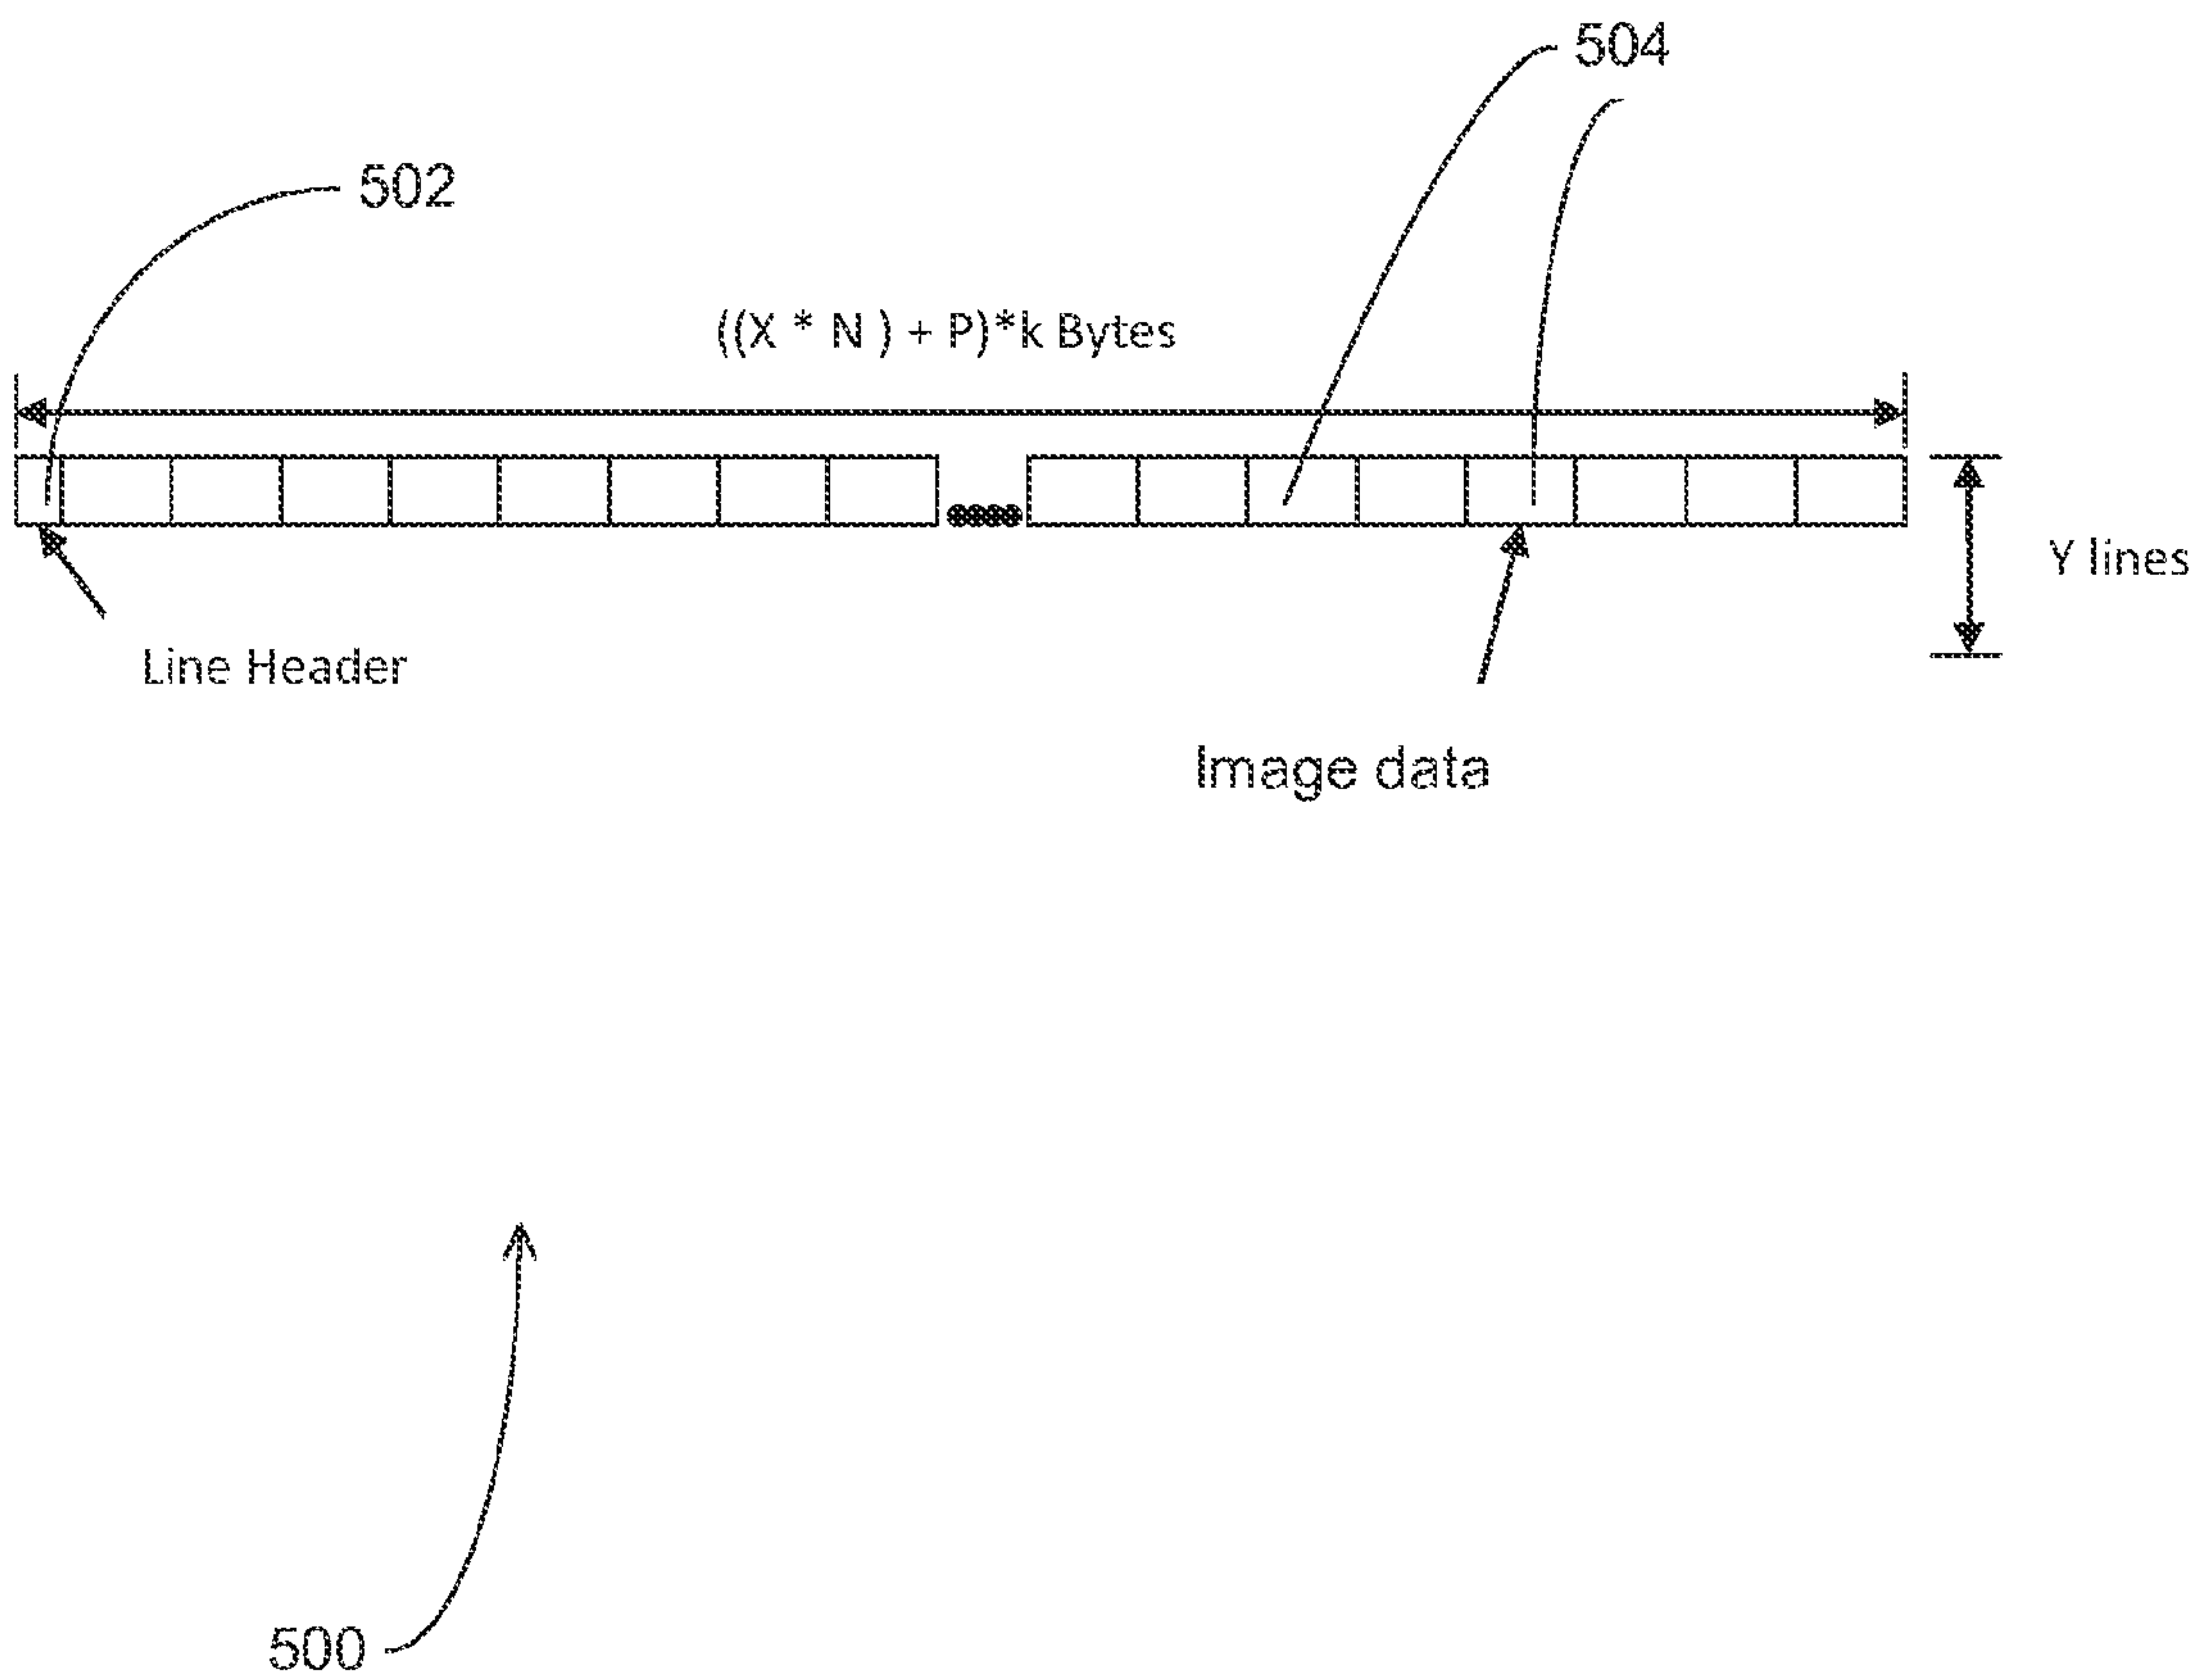 504
502
((X * N ) + P)*k Bytes
Y lines
Line Header
Image data
500